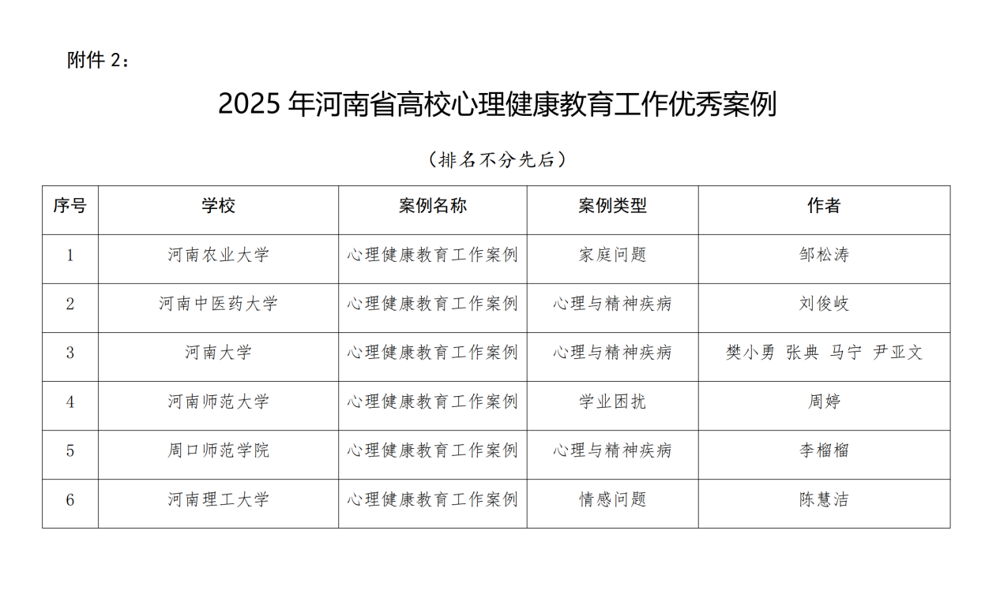 附件 2：
2025 年河南省高校心理健康教育工作优秀案例
（排名不分先后）
序号 学校 案例名称 案例类型 作者
1 河南农业大学 心理健康教育工作案例 家庭问题 邹松涛
2 河南中医药大学 心理健康教育工作案例 心理与精神疾病 刘俊岐
3 河南大学 心理健康教育工作案例 心理与精神疾病 樊小勇 张典 马宁 尹亚文
4 河南师范大学 心理健康教育工作案例 学业困扰 周婷
5 周口师范学院 心理健康教育工作案例 心理与精神疾病 李榴榴
6 河南理工大学 心理健康教育工作案例 情感问题 陈慧洁